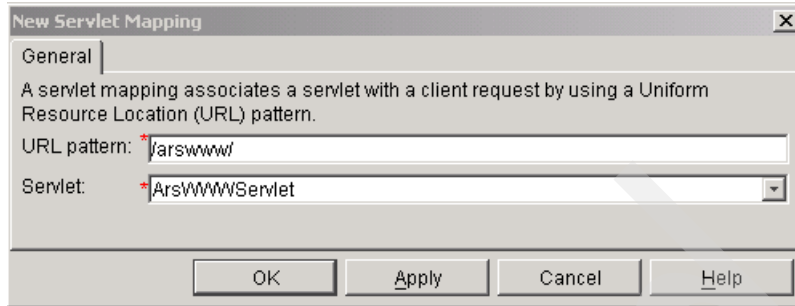 New Servlet Mapping
General
A servlet mapping associates a servlet with a client request by using a Uniform
Resource Location (URL) pattern.
URL pattern: */arswww/
Servlet: *ArsWWWServlet
OK Apply Cancel Help